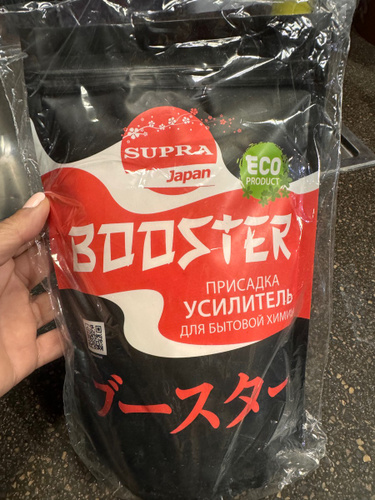 SUPRA
Japan
ECO
PRODUCT
BOOSTER
ПРИСАДКА
УСИЛИТЕЛЬ
ДЛЯ БЫТОВОЙ ХИМИИ
ブースター